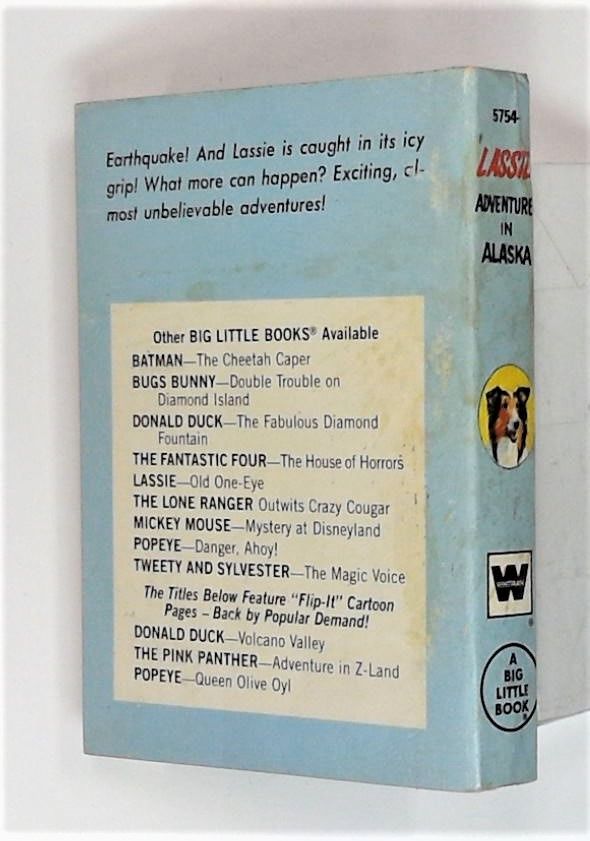 Earthquake! And Lassie is caught in its icy
grip! What more can happen? Exciting, al-
most unbelievable adventures!
Other BIG LITTLE BOOKS® Available
BATMAN—The Cheetah Caper
BUGS BUNNY—Double Trouble on
Diamond Island
DONALD DUCK—The Fabulous Diamond
Fountain
THE FANTASTIC FOUR—The House of Horrors
LASSIE—Old One-Eye
THE LONE RANGER Outwits Crazy Cougar
MICKEY MOUSE—Mystery at Disneyland
POPEYE—Danger, Ahoy!
TWEETY AND SYLVESTER—The Magic Voice
The Titles Below Feature "Flip-It" Cartoon
Pages – Back by Popular Demand!
DONALD DUCK—Volcano Valley
THE PINK PANTHER—Adventure in Z-Land
POPEYE—Queen Olive Oyl
5754-
LASSIE
ADVENTURE
IN
ALASKA
W
WHITMAN
®
A
BIG
LITTLE
BOOK®